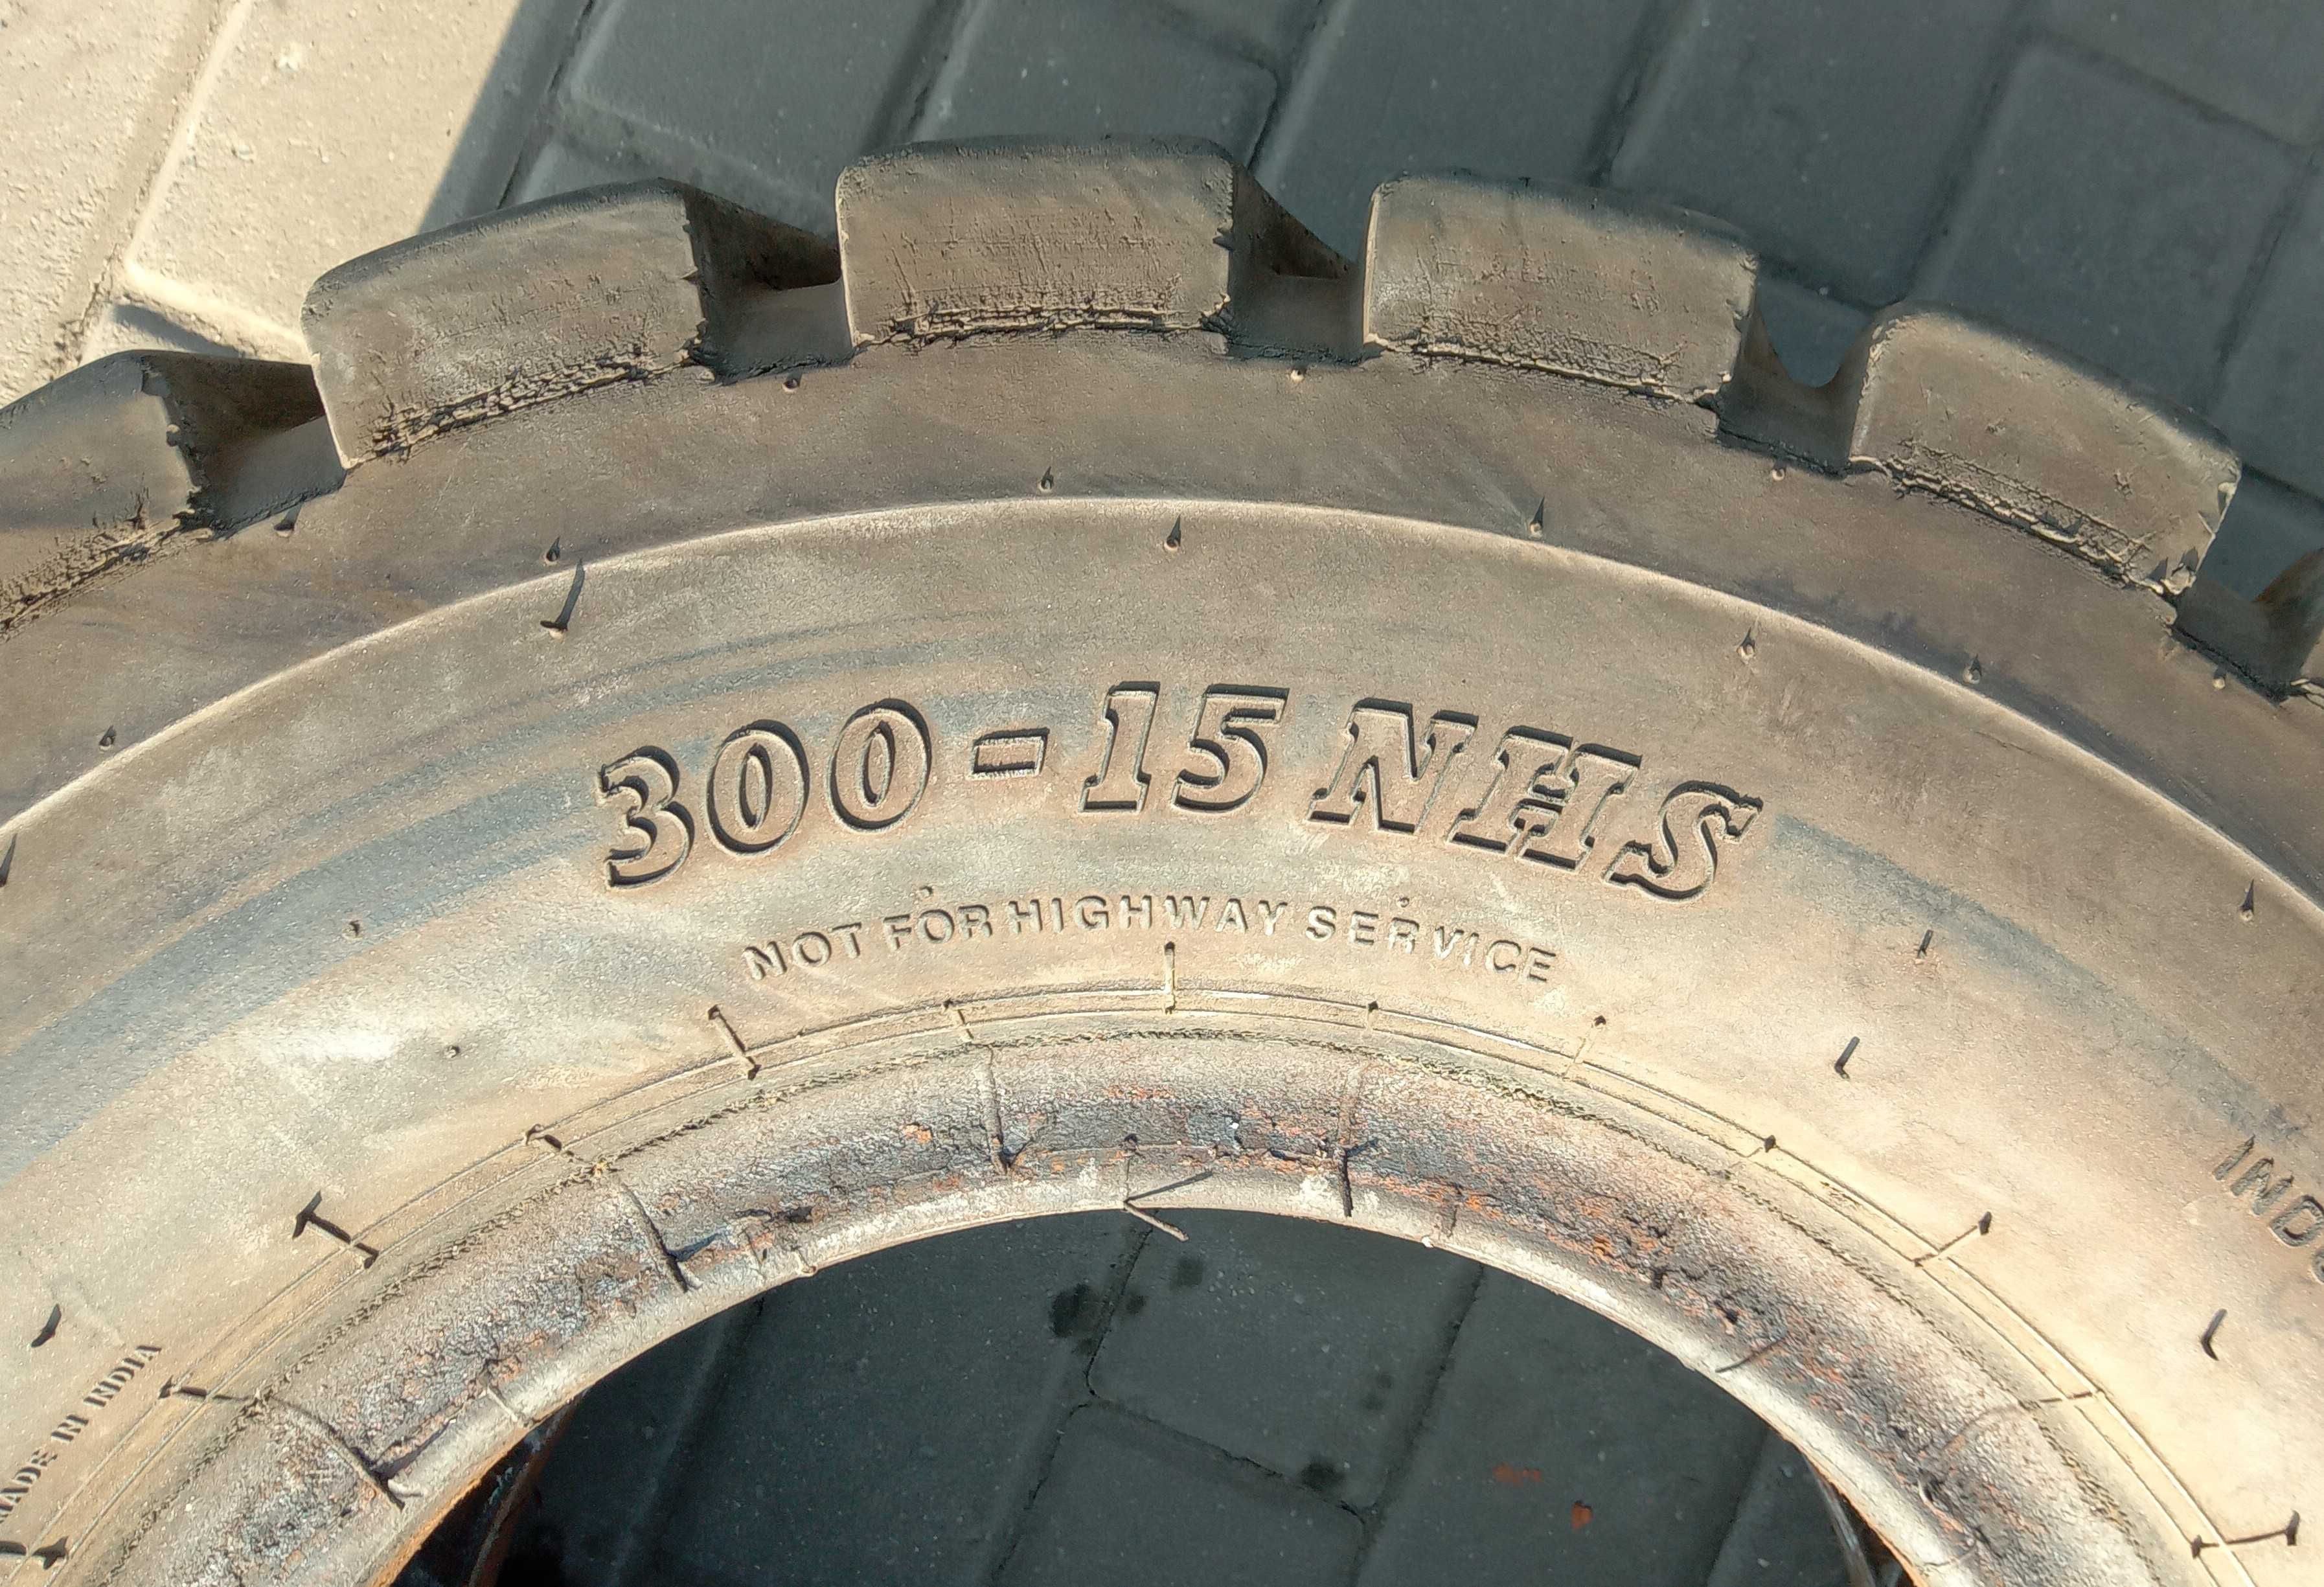 300-15 NHS
NOT FOR HIGHWAY SERVICE
MADE IN INDIA